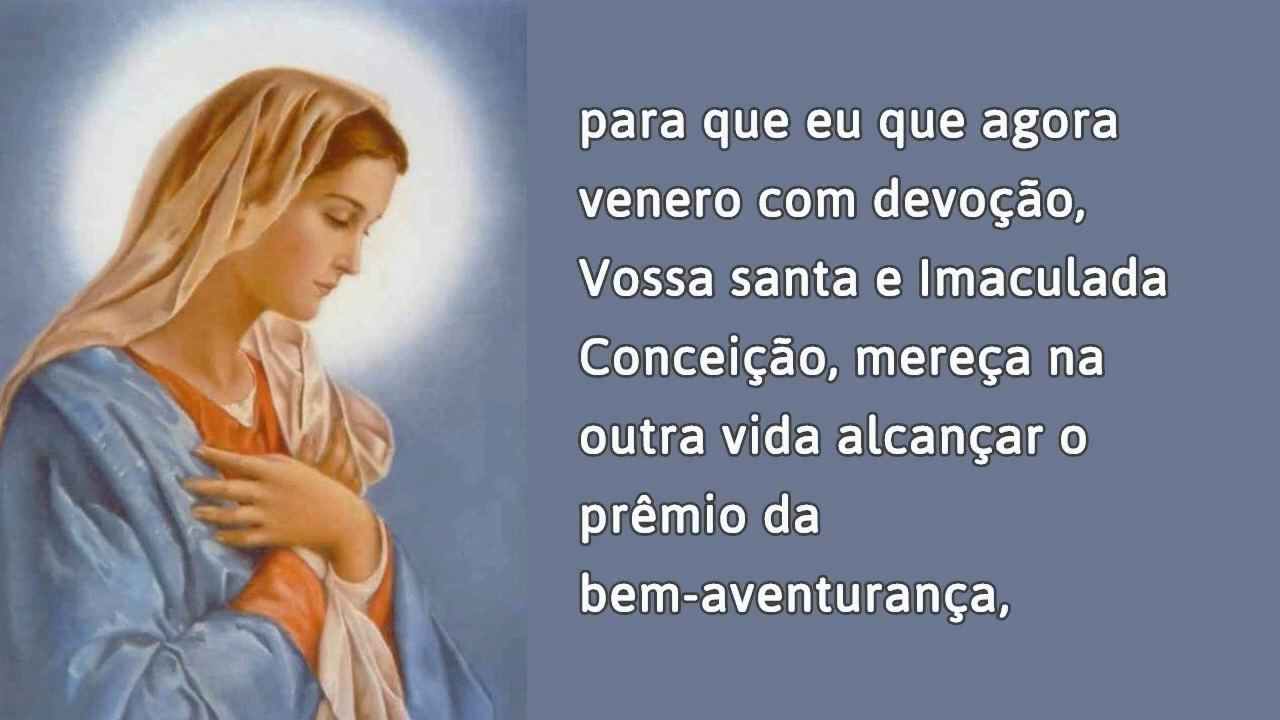 para que eu que agora
venero com devoção,
Vossa santa e Imaculada
Conceição, mereça na
outra vida alcançar o
prêmio da
bem-aventurança,